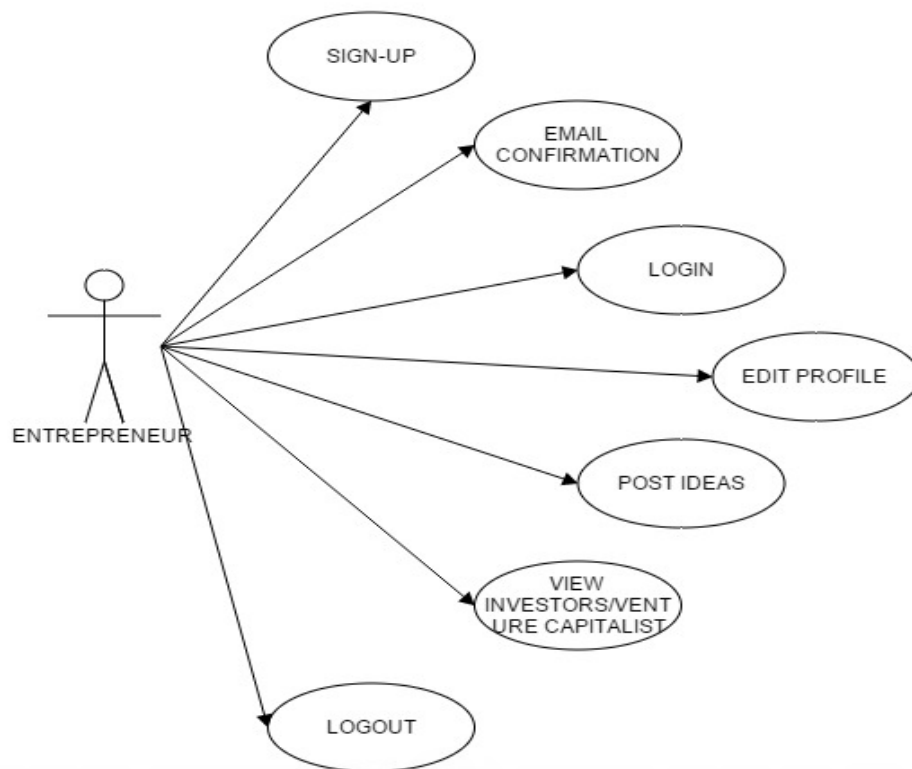 SIGN-UP
EMAIL
CONFIRMATION
LOGIN
EDIT PROFILE
ENTREPRENEUR
POST IDEAS
VIEW
INVESTORS/VENT
URE CAPITALIST
LOGOUT